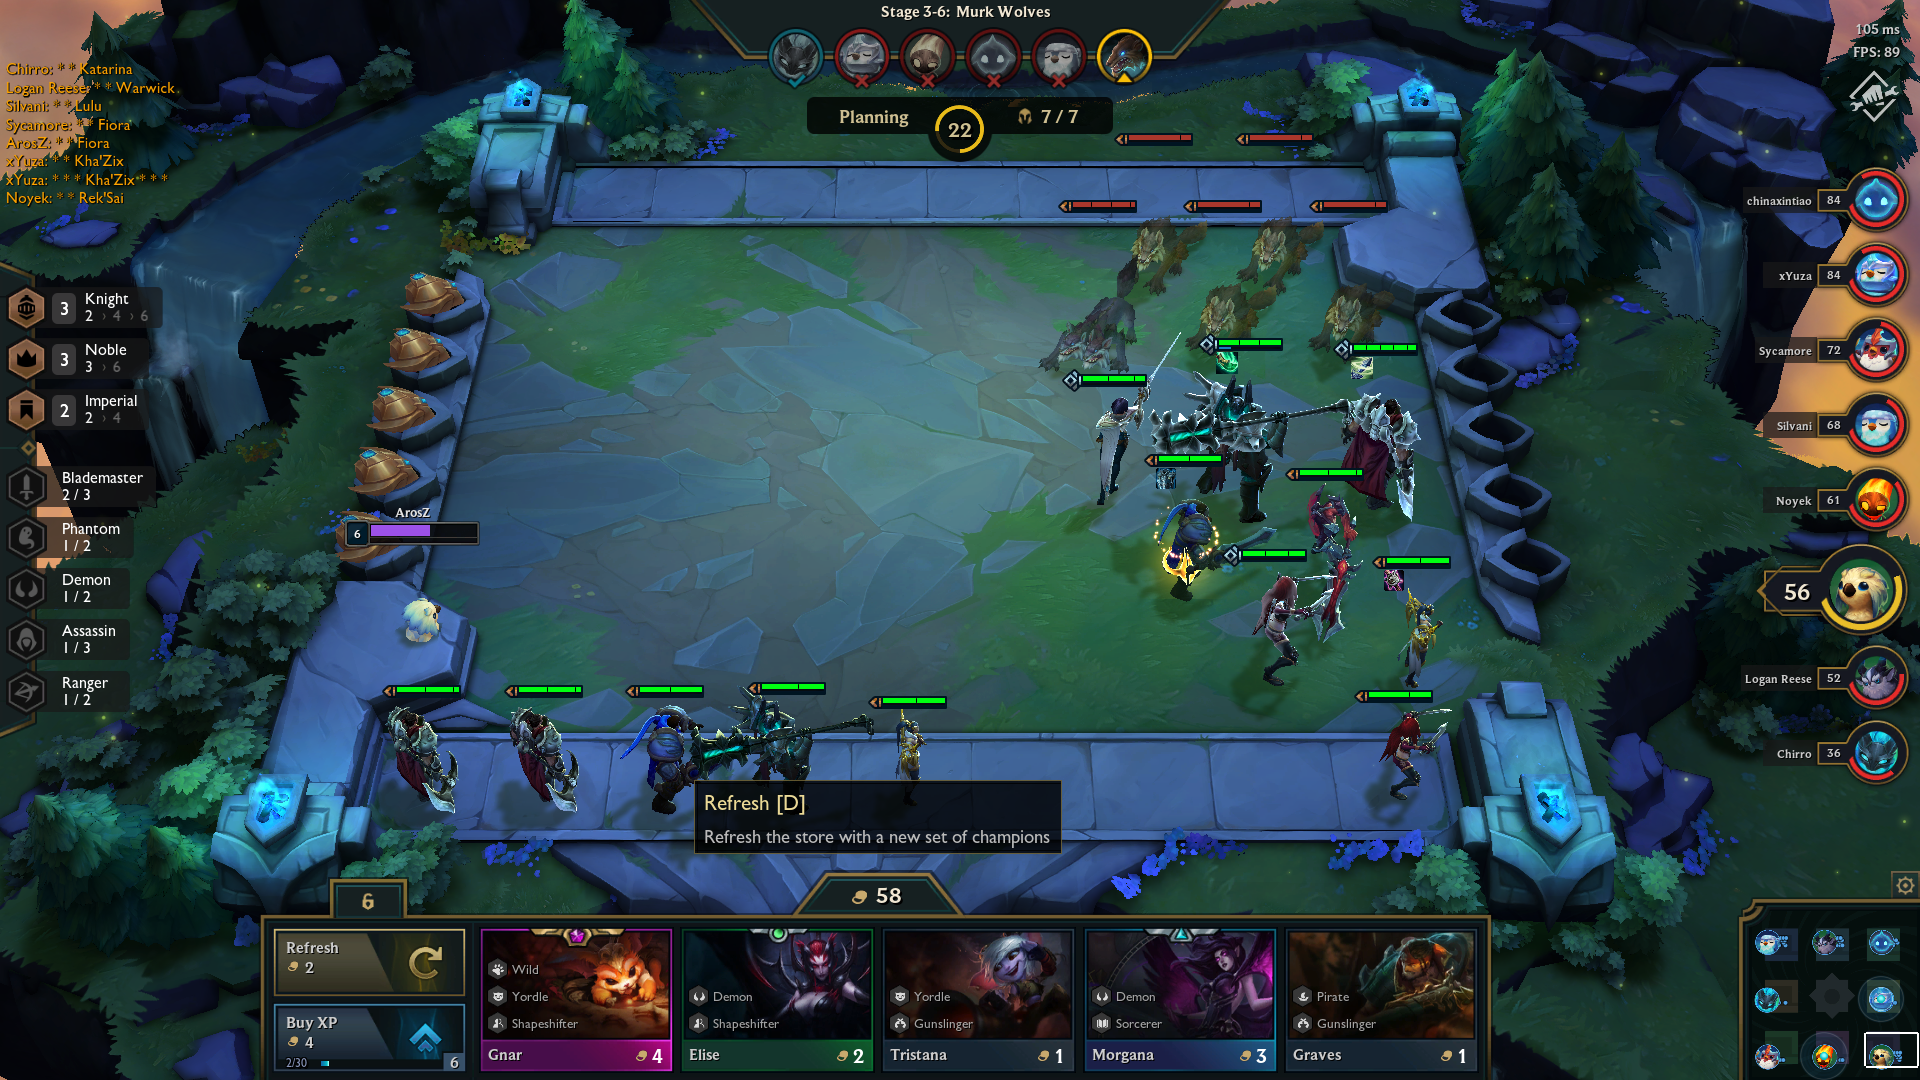 Stage 3-6: Murk Wolves
105 ms
FPS: 89
Planning
22
7 / 7
Chirro: * * Katarina
Logan Reese: * * Warwick
Silvani: * * Lulu
Sycamore: * * Fiora
ArosZ: * * Fiora
xYuza: * * Kha'Zix
xYuza: * * * Kha'Zix * * *
Noyek: * * Rek'Sai
3 Knight
2 › 4 › 6
3 Noble
3 › 6
2 Imperial
2 › 4
Blademaster
2 / 3
Phantom
1 / 2
Demon
1 / 2
Assassin
1 / 3
Ranger
1 / 2
chinaxintiao 84
xYuza 84
Sycamore 72
Silvani 68
Noyek 61
56
Logan Reese 52
Chirro 36
ArosZ
6
Refresh [D]
Refresh the store with a new set of champions
6
58
Refresh
2
Buy XP
4
2/30
6
Wild
Yordle
Shapeshifter
Gnar 4
Demon
Shapeshifter
Elise 2
Yordle
Gunslinger
Tristana 1
Demon
Sorcerer
Morgana 3
Pirate
Gunslinger
Graves 1